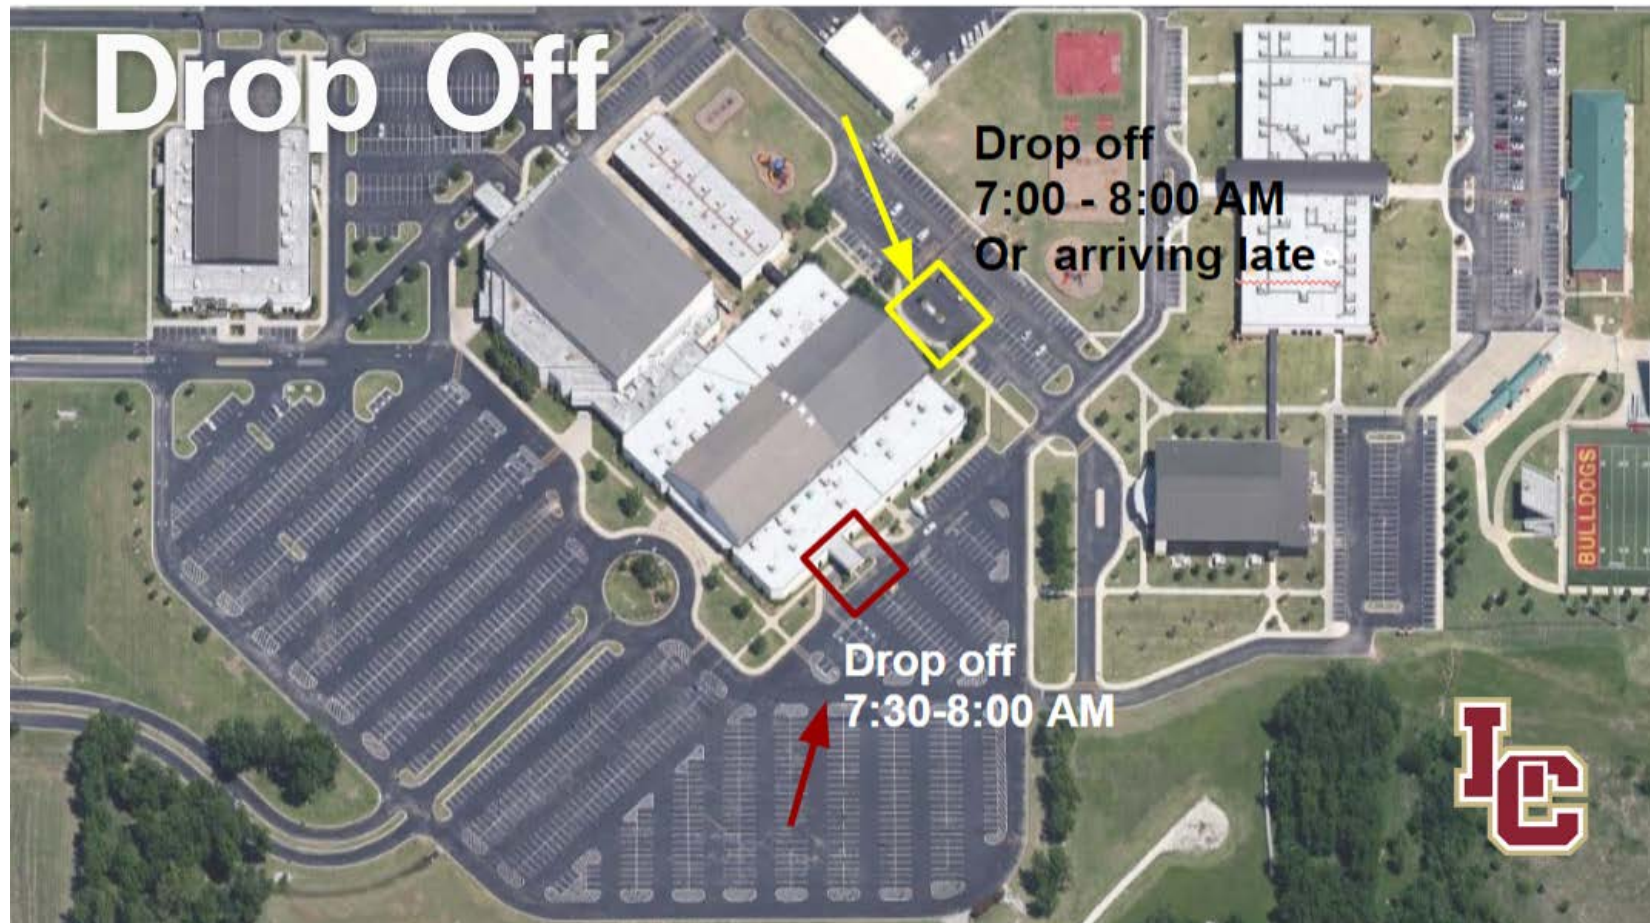 Drop Off
Drop off
7:00 - 8:00 AM
Or arriving late
BULLDOGS
Drop off
7:30-8:00 AM
LC